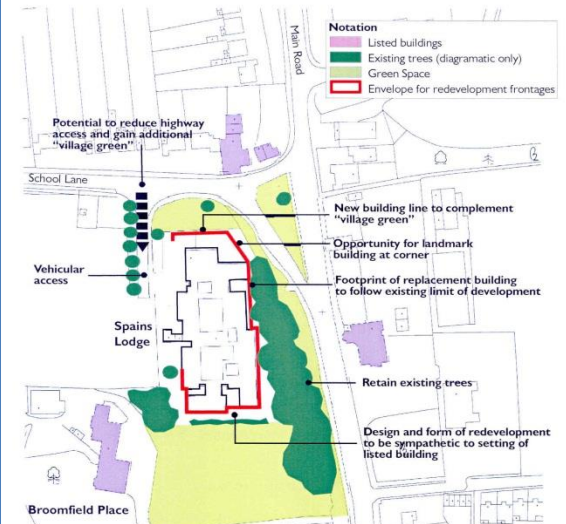 Notation
Listed buildings
Existing trees (diagramatic only)
Green Space
Envelope for redevelopment frontages
Main Road
Potential to reduce highway
access and gain additional
“village green”
School Lane
New building line to complement
“village green”
Opportunity for landmark
building at corner
Vehicular
access
Footprint of replacement building
to follow existing limit of development
Spains
Lodge
Retain existing trees
Design and form of redevelopment
to be sympathetic to setting of
listed building
Broomfield Place